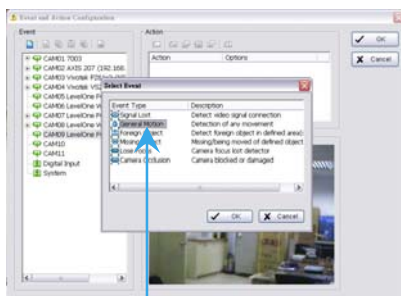 Event and Action Configuration
Event
Action
OK
Cancel
CAM01 7003
CAM02 AXIS 207 (192.168.
CAM03 Vivotek
CAM04 Vivotek
CAM05 LevelOne
CAM06 LevelOne
CAM07 LevelOne
CAM08 LevelOne
CAM09 LevelOne
CAM10
CAM11
Digital Input
System
Action Options
Select Event
Event Type Description
Signal Lost Detect video signal connection
General Motion Detection of any movement
Foreign Object Detect foreign object in defined area(s
Missing Object Missing/being moved of defined object
Lose Focus Camera focus lost detector
Camera Occlusion Camera blocked or damaged
OK Cancel